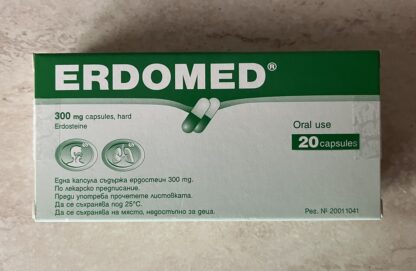 ERDOMED®
300 mg capsules, hard
Erdosteine
Oral use
20 capsules
Една капсула съдържа ердостеин 300 mg.
По лекарско предписание.
Преди употреба прочетете листовката.
Да се съхранява под 25°C.
Да се съхранява на място, недостъпно за деца.
Рег. № 20011041